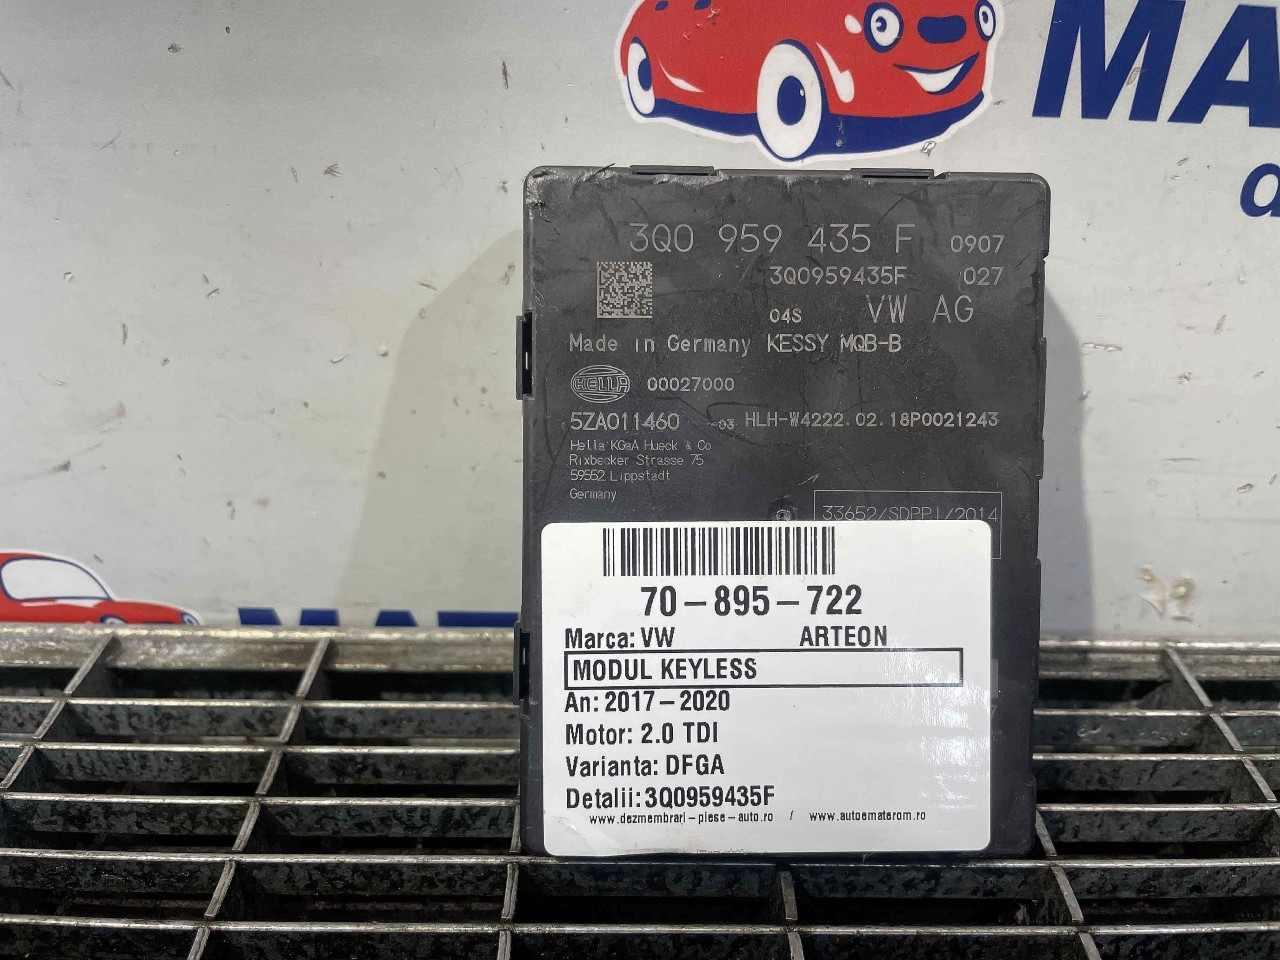 MA
d
3Q0 959 435 F 0907
3Q0959435F 027
04S VW AG
Made in Germany KESSY MQB-B
HELLA 00027000
5ZA011460 03 HLH-W4222.02.18P0021243
Hella KGaA Hueck & Co
Rixbecker Strasse 75
59552 Lippstadt
Germany
33652/SDPPI/2014
70-895-722
Marca: VW ARTEON
MODUL KEYLESS
An: 2017-2020
Motor: 2.0 TDI
Varianta: DFGA
Detalii: 3Q0959435F
www.dezmembrari-piese-auto.ro / www.autoematerom.ro
MATE